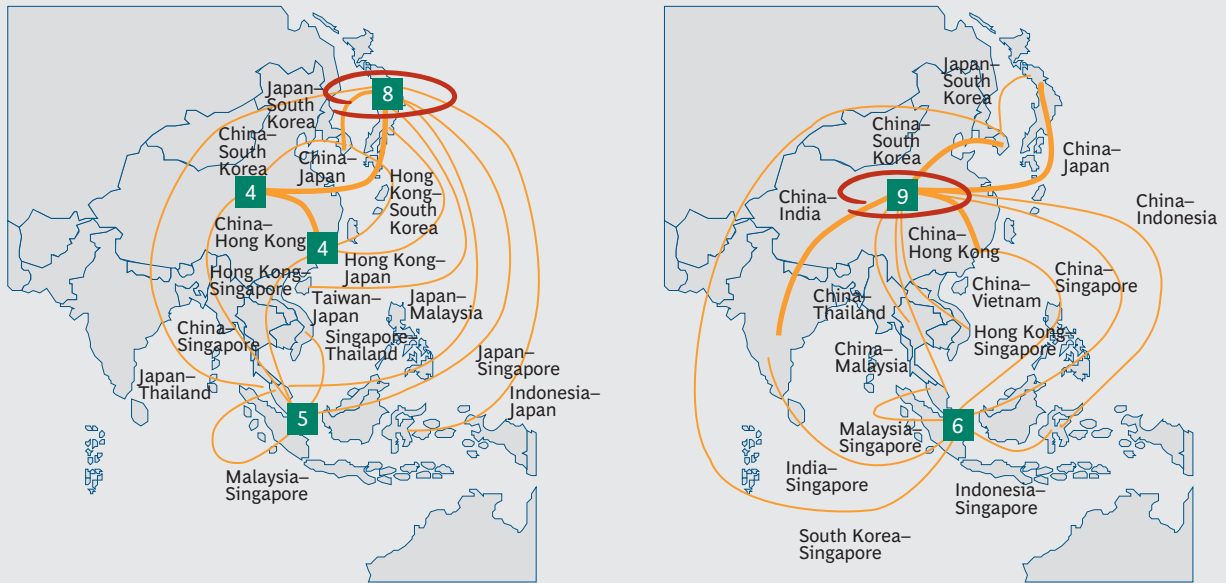 8
Japan–
South
Korea
China–
South
Korea
China–
Japan
4
Hong
Kong–
South
Korea
China–
Hong Kong
4
Hong Kong–
Japan
Hong Kong–
Singapore
Taiwan–
Japan
Japan–
Malaysia
China–
Singapore
Singapore–
Thailand
Japan–
Singapore
Japan–
Thailand
Indonesia–
Japan
5
Malaysia–
Singapore
Japan–
South
Korea
China–
South
Korea
China–
Japan
9
China–
India
China–
Indonesia
China–
Hong Kong
China–
Singapore
China–
Vietnam
China–
Thailand
Hong Kong–
Singapore
China–
Malaysia
6
Malaysia–
Singapore
India–
Singapore
Indonesia–
Singapore
South Korea–
Singapore